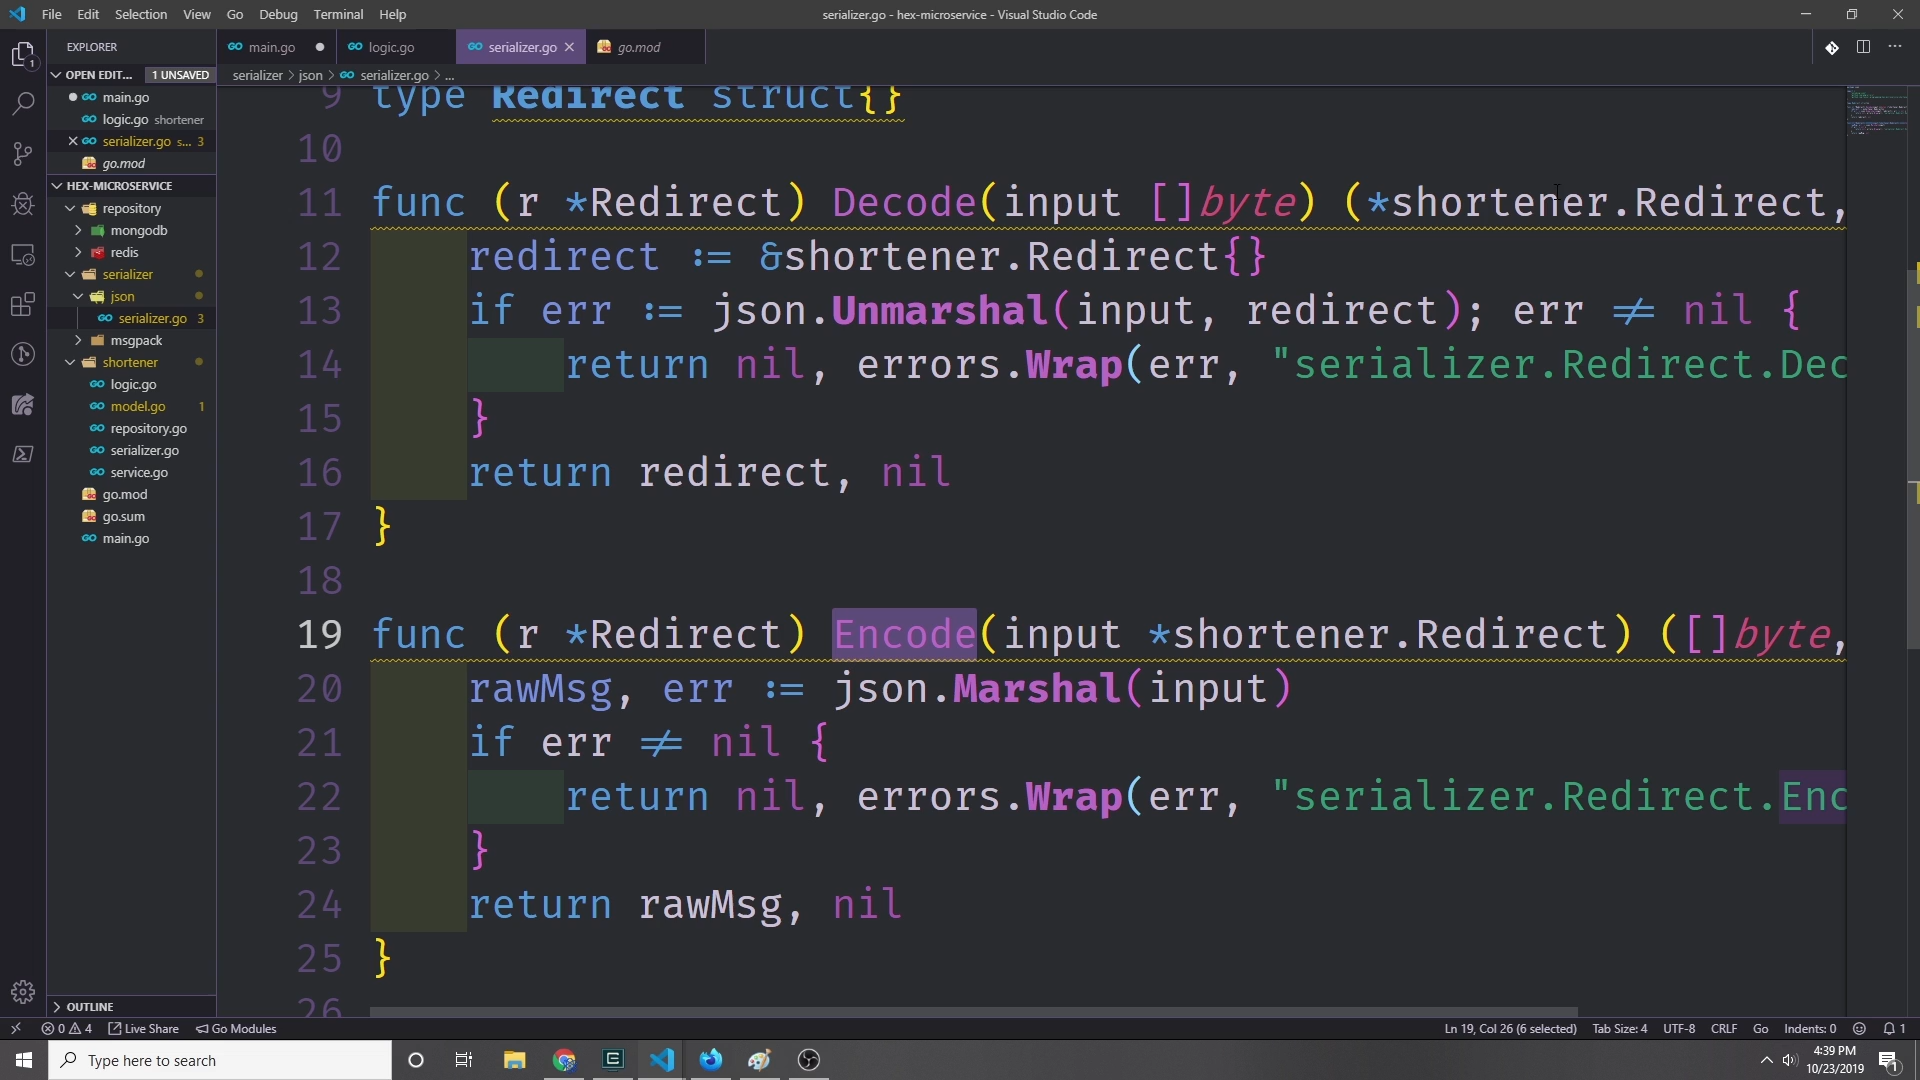 File Edit Selection View Go Debug Terminal Help
serializer.go - hex-microservice - Visual Studio Code
EXPLORER
main.go
logic.go
serializer.go
go.mod
OPEN EDIT... 1 UNSAVED
serializer > json > serializer.go > ...
main.go
logic.go shortener
serializer.go s... 3
go.mod
HEX-MICROSERVICE
repository
mongodb
redis
serializer
json
serializer.go 3
msgpack
shortener
logic.go
model.go 1
repository.go
serializer.go
service.go
go.mod
go.sum
main.go
OUTLINE
9 type Redirect struct{}
10
11 func (r *Redirect) Decode(input []byte) (*shortener.Redirect,
12 redirect := &shortener.Redirect{}
13 if err := json.Unmarshal(input, redirect); err ≠ nil {
14 return nil, errors.Wrap(err, "serializer.Redirect.Dec
15 }
16 return redirect, nil
17 }
18
19 func (r *Redirect) Encode(input *shortener.Redirect) ([]byte,
20 rawMsg, err := json.Marshal(input)
21 if err ≠ nil {
22 return nil, errors.Wrap(err, "serializer.Redirect.Enc
23 }
24 return rawMsg, nil
25 }
26
0 4 Live Share Go Modules
Ln 19, Col 26 (6 selected) Tab Size: 4 UTF-8 CRLF Go Indents: 0 1
Type here to search
4:39 PM
10/23/2019
1